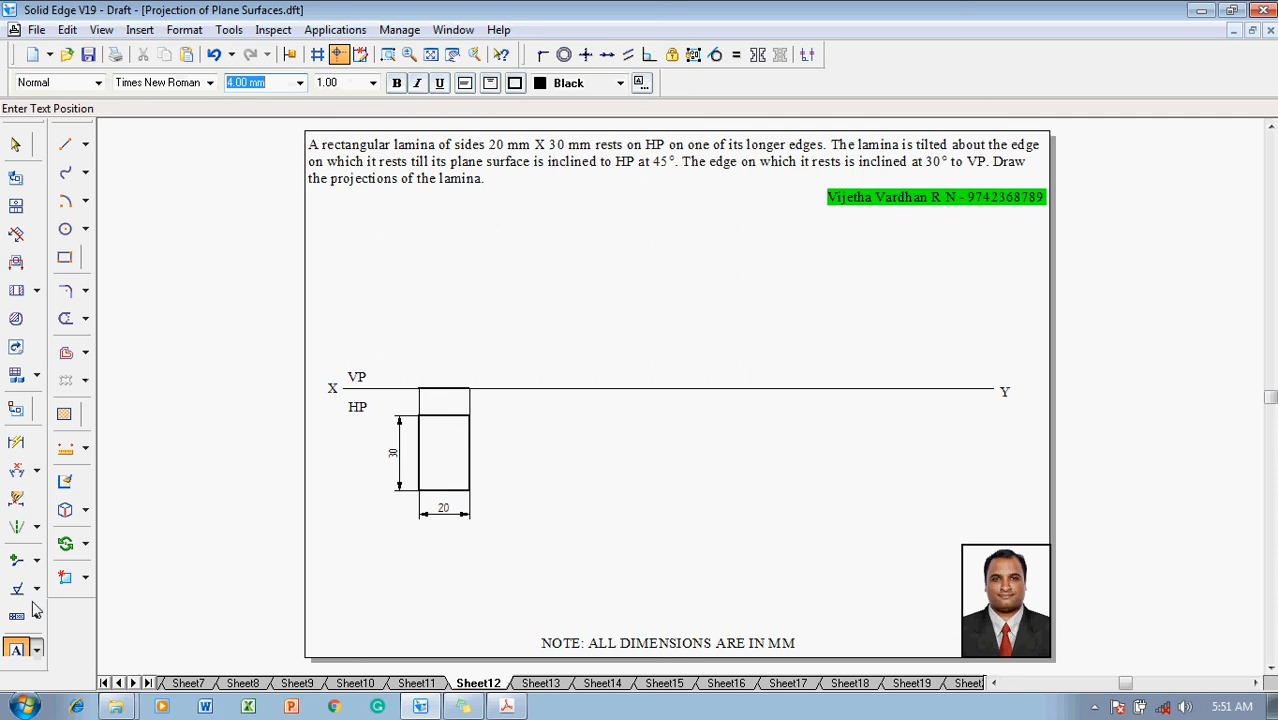 Solid Edge V19 - Draft - [Projection of Plane Surfaces.dft]
File Edit View Insert Format Tools Inspect Applications Manage Window Help
Normal Times New Roman 4.00 mm 1.00 B I U Black A
Enter Text Position
A rectangular lamina of sides 20 mm X 30 mm rests on HP on one of its longer edges. The lamina is tilted about the edge
on which it rests till its plane surface is inclined to HP at 45°. The edge on which it rests is inclined at 30° to VP. Draw
the projections of the lamina.
Vijetha Vardhan R N - 9742368789
VP
X
Y
HP
30
20
NOTE: ALL DIMENSIONS ARE IN MM
A
Sheet7 Sheet8 Sheet9 Sheet10 Sheet11 Sheet12 Sheet13 Sheet14 Sheet15 Sheet16 Sheet17 Sheet18 Sheet19 Sheet
5:51 AM